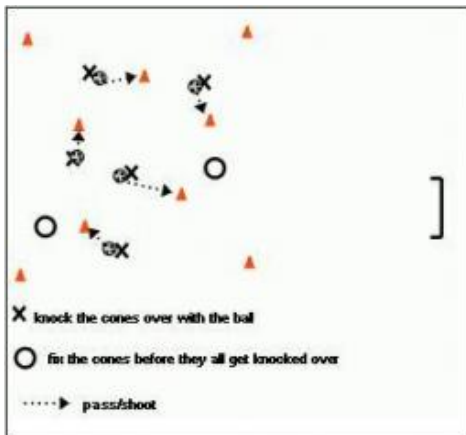 knock the cones over with the ball
fix the cones before they all get knocked over
pass/shoot